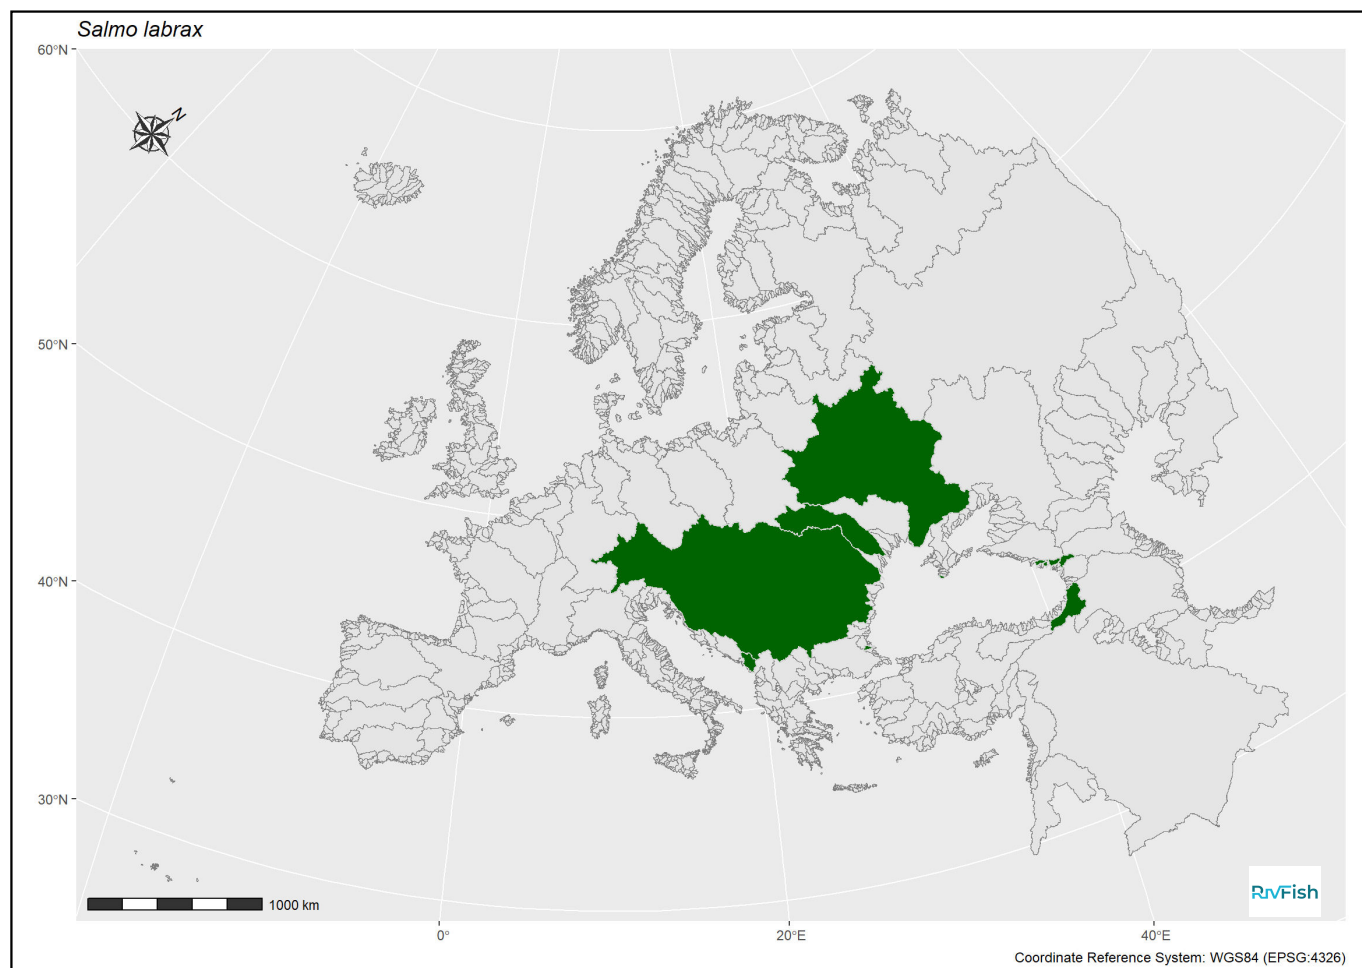 Salmo labrax
60°N
N
50°N
40°N
30°N
1000 km
RivFish
0°
20°E
40°E
Coordinate Reference System: WGS84 (EPSG:4326)